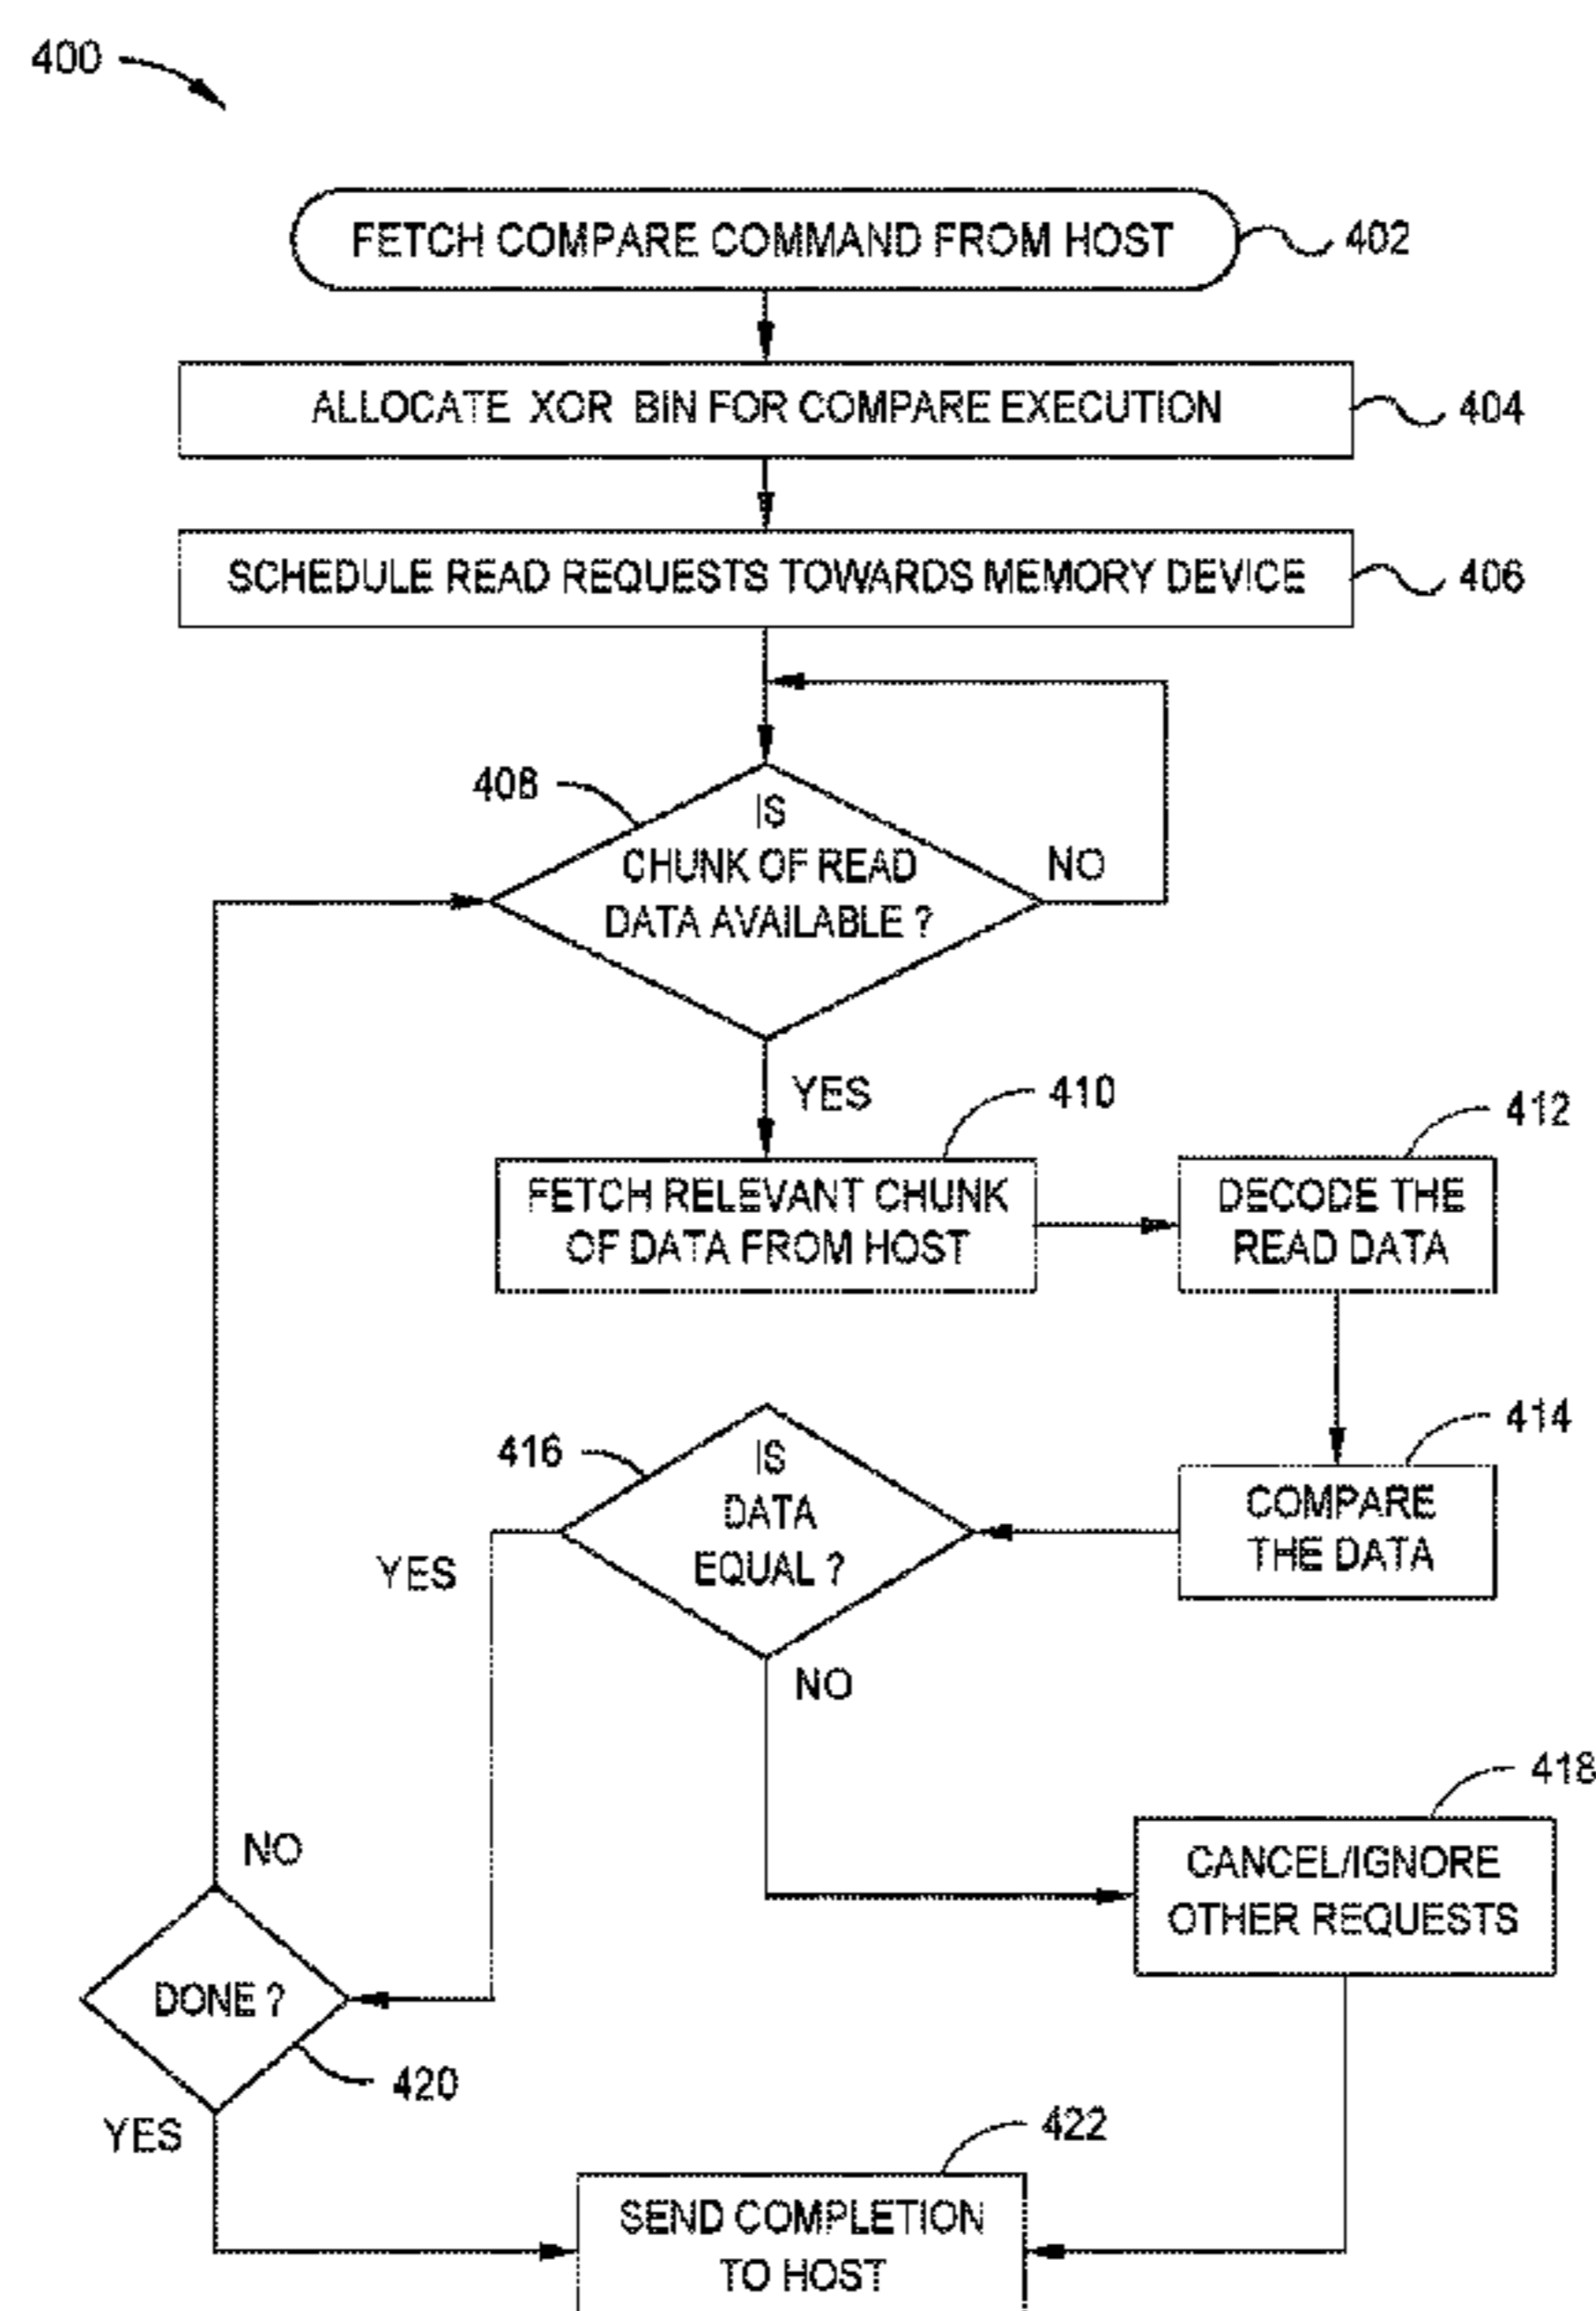 400
FETCH COMPARE COMMAND FROM HOST
402
ALLOCATE XOR BIN FOR COMPARE EXECUTION
404
SCHEDULE READ REQUESTS TOWARDS MEMORY DEVICE
406
408
IS
CHUNK OF READ
DATA AVAILABLE ?
NO
YES
410
FETCH RELEVANT CHUNK
OF DATA FROM HOST
412
DECODE THE
READ DATA
414
COMPARE
THE DATA
416
IS
DATA
EQUAL ?
YES
NO
418
CANCEL/IGNORE
OTHER REQUESTS
NO
DONE ?
420
YES
422
SEND COMPLETION
TO HOST